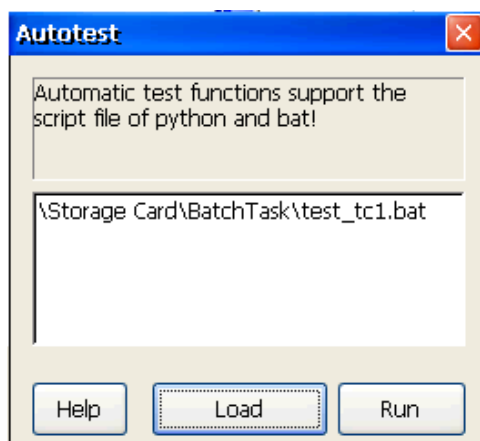 Autotest
Automatic test functions support the
script file of python and bat!
\Storage Card\BatchTask\test_tc1.bat
Help Load Run